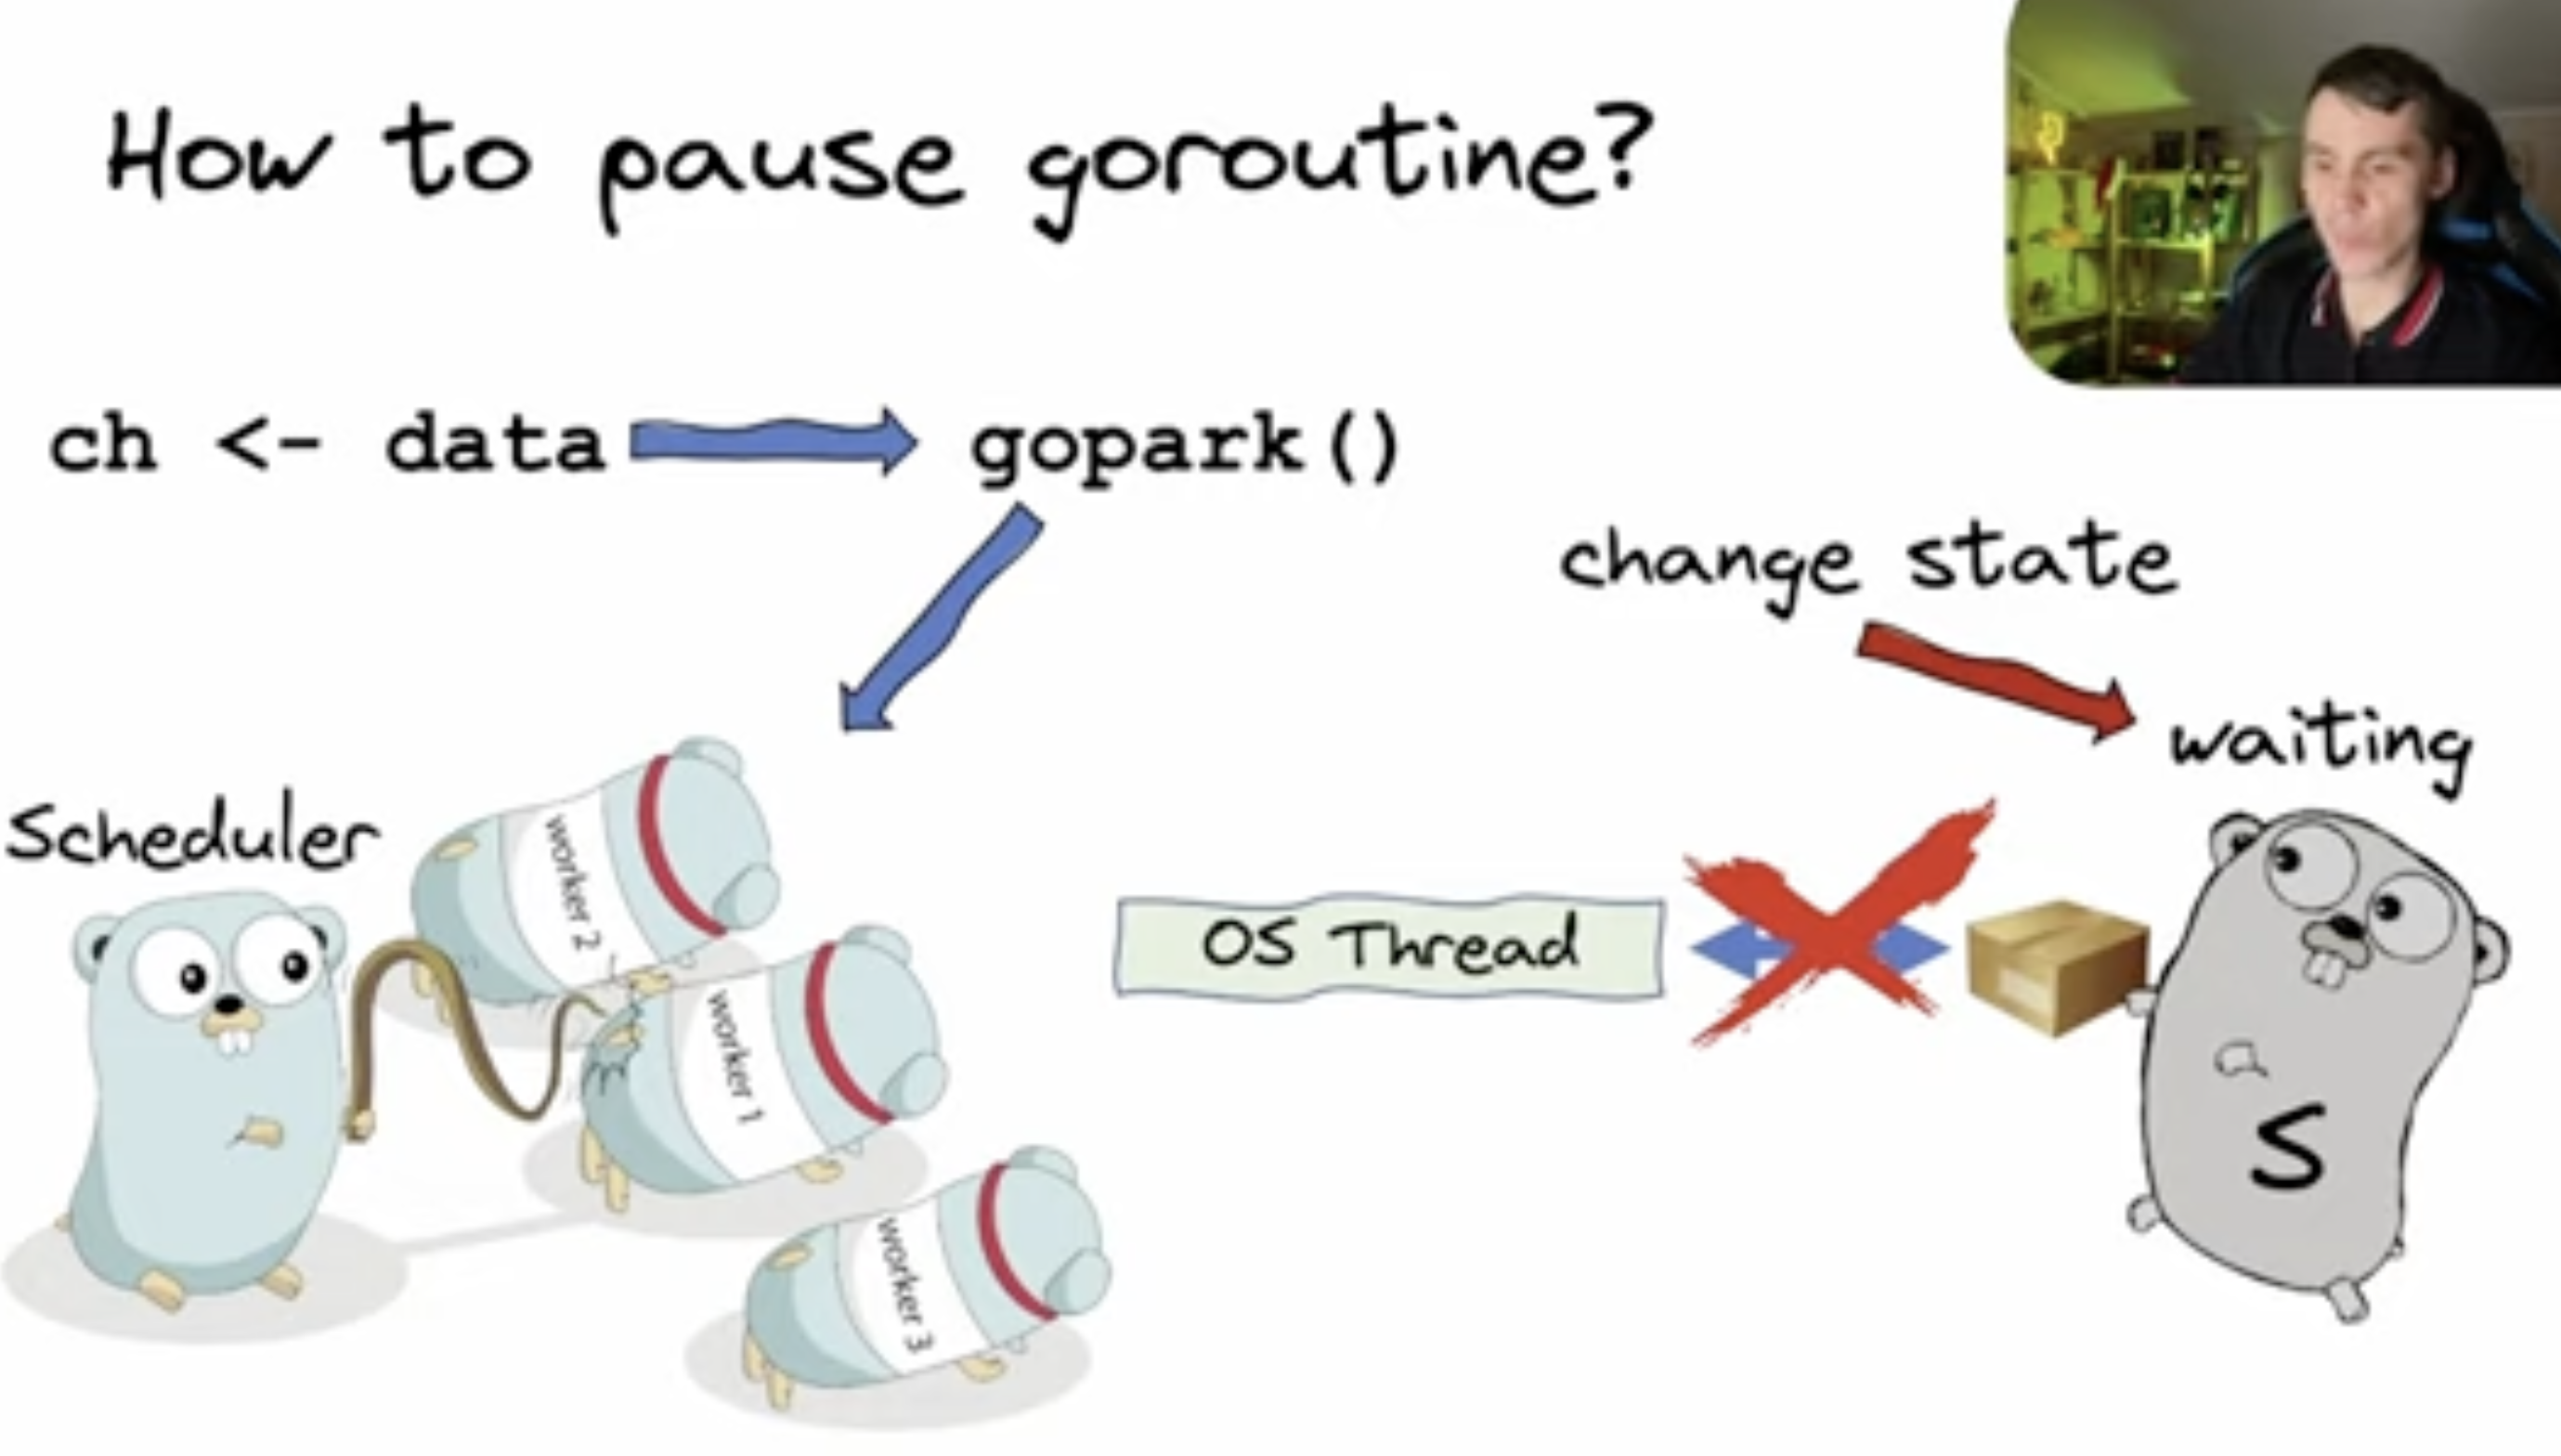 How to pause goroutine?
ch <- data
gopark()
change state
waiting
Scheduler
worker 2
worker 1
worker 3
OS Thread
S